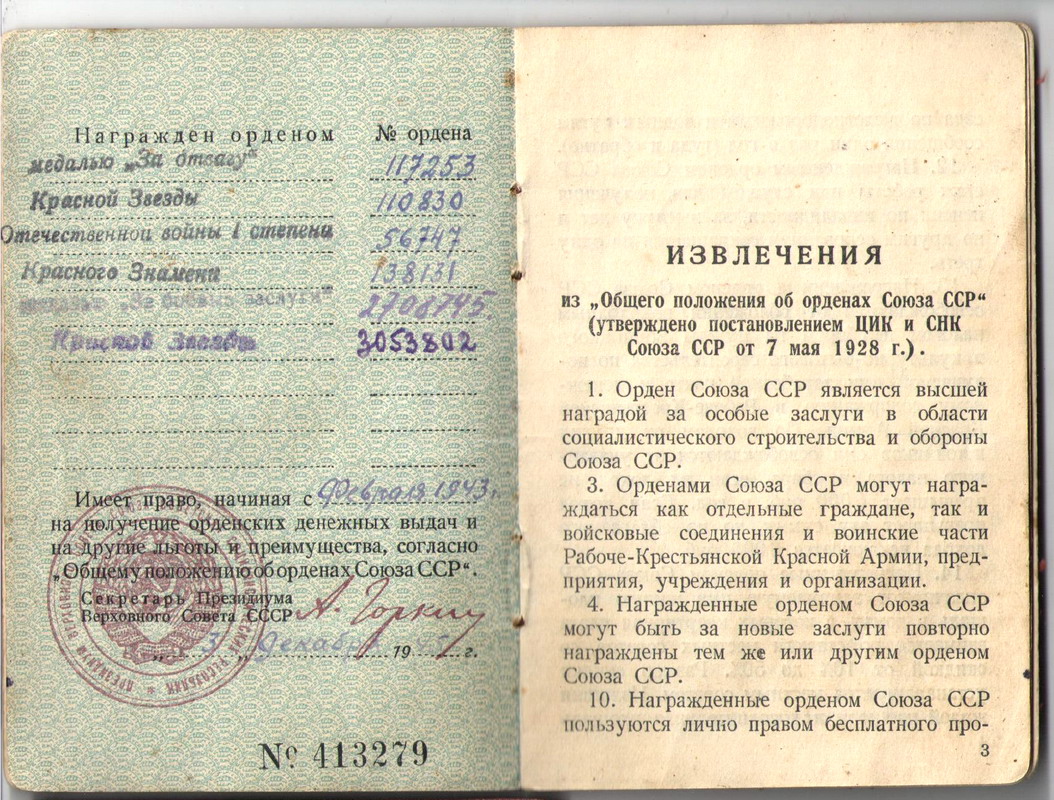 Награжден орденом № ордена
медалью „За отвагу“ 117253
Красной Звезды 110830
Отечественной войны I степени 56747
Красного Знамени 138131
медалью „За боевые заслуги“ 2708745
Красной Звезды 3053802
Имеет право, начиная с Февраля 1943 г.
на получение орденских денежных выдач и
на другие льготы и преимущества, согласно
„Общему положению об орденах Союза ССР“.
Секретарь Президиума
Верховного Совета СССР А. Горкин
„3„ Декабря 195 г.
№ 413279
ИЗВЛЕЧЕНИЯ
из „Общего положения об орденах Союза ССР“
(утверждено постановлением ЦИК и СНК
Союза ССР от 7 мая 1928 г.).
1. Орден Союза ССР является высшей
наградой за особые заслуги в области
социалистического строительства и обороны
Союза ССР.
3. Орденами Союза ССР могут награ-
ждаться как отдельные граждане, так и
войсковые соединения и воинские части
Рабоче-Крестьянской Красной Армии, пред-
приятия, учреждения и организации.
4. Награжденные орденом Союза ССР
могут быть за новые заслуги повторно
награждены тем же или другим орденом
Союза ССР.
10. Награжденные орденом Союза ССР
пользуются лично правом бесплатного про-
3